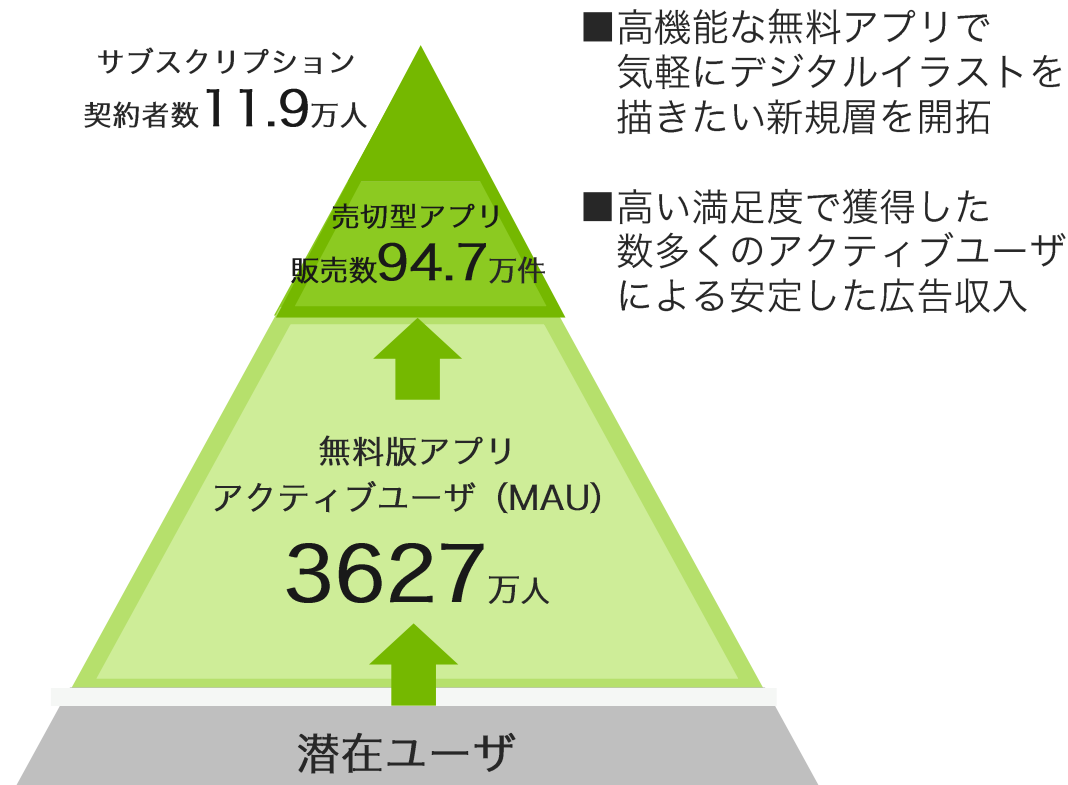 サブスクリプション
契約者数11.9万人
売切型アプリ
販売数94.7万件
無料版アプリ
アクティブユーザ（MAU）
3627万人
潜在ユーザ
■高機能な無料アプリで
気軽にデジタルイラストを
描きたい新規層を開拓
■高い満足度で獲得した
数多くのアクティブユーザ
による安定した広告収入